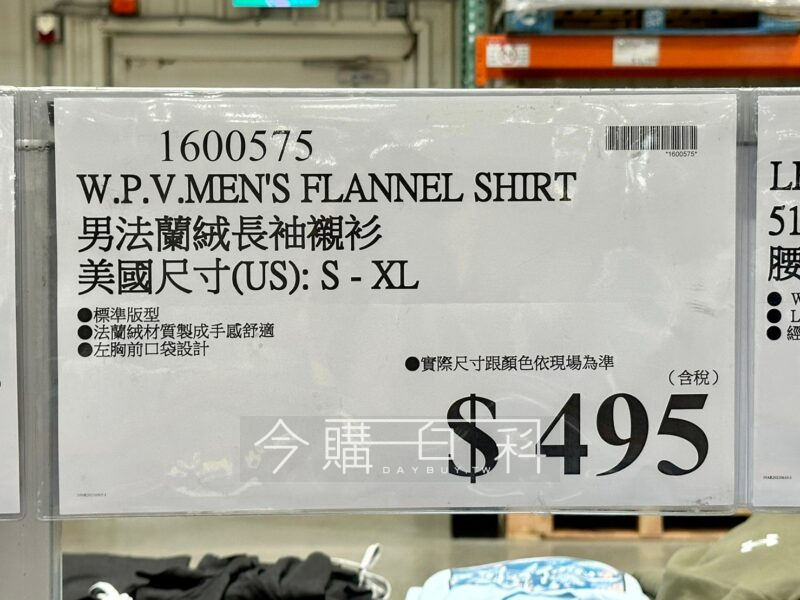 1600575
*1600575*
W.P.V.MEN'S FLANNEL SHIRT
男法蘭絨長袖襯衫
美國尺寸(US): S - XL
●標準版型
●法蘭絨材質製成手感舒適
●左胸前口袋設計
●實際尺寸跟顏色依現場為準
（含稅）
$ 495
今購百科
DAYBUY.TW
51
腰
● W
● L
● 經